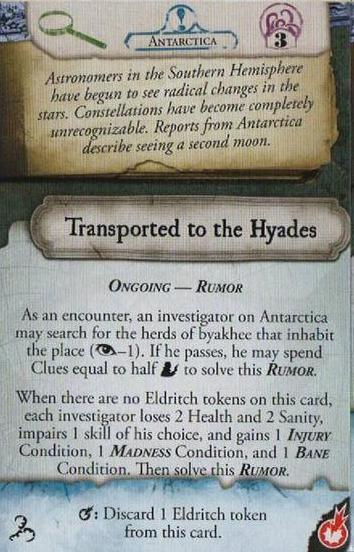 ANTARCTICA
3
Astronomers in the Southern Hemisphere
have begun to see radical changes in the
stars. Constellations have become completely
unrecognizable. Reports from Antarctica
describe seeing a second moon.
Transported to the Hyades
ONGOING — RUMOR
As an encounter, an investigator on Antarctica
may search for the herds of byakhee that inhabit
the place (-1). If he passes, he may spend
Clues equal to half to solve this RUMOR.
When there are no Eldritch tokens on this card,
each investigator loses 2 Health and 2 Sanity,
impairs 1 skill of his choice, and gains 1 INJURY
Condition, 1 MADNESS Condition, and 1 BANE
Condition. Then solve this RUMOR.
: Discard 1 Eldritch token
from this card.